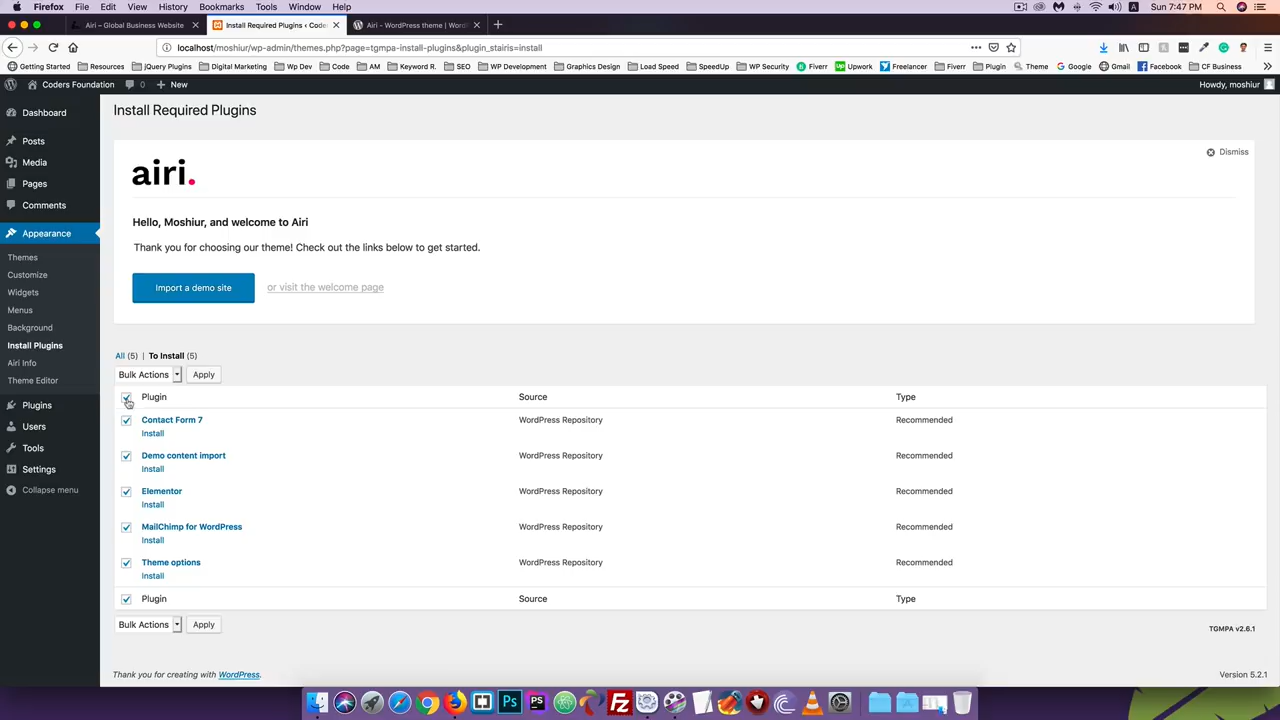 Firefox File Edit View History Bookmarks Tools Window Help Sun 7:47 PM
Airi – Global Business Website
Install Required Plugins ‹ Code
Airi - WordPress theme | Word
localhost/moshiur/wp-admin/themes.php?page=tgmpa-install-plugins&plugin_stairis=install
Getting Started Resources jQuery Plugins Digital Marketing Wp Dev Code AM Keyword R. SEO WP Development Graphics Design Load Speed SpeedUp WP Security Fiverr Upwork Freelancer Fiverr Plugin Theme Google Gmail Facebook CF Business
Coders Foundation 0 New Howdy, moshiur
Dashboard
Posts
Media
Pages
Comments
Appearance
Themes
Customize
Widgets
Menus
Background
Install Plugins
Airi Info
Theme Editor
Plugins
Users
Tools
Settings
Collapse menu
Install Required Plugins
Dismiss
airi.
Hello, Moshiur, and welcome to Airi
Thank you for choosing our theme! Check out the links below to get started.
Import a demo site or visit the welcome page
All (5) | To Install (5)
Bulk Actions Apply
Plugin Source Type
Contact Form 7 WordPress Repository Recommended
Install
Demo content import WordPress Repository Recommended
Install
Elementor WordPress Repository Recommended
Install
MailChimp for WordPress WordPress Repository Recommended
Install
Theme options WordPress Repository Recommended
Install
Plugin Source Type
Bulk Actions Apply
TGMPA v2.6.1
Thank you for creating with WordPress. Version 5.2.1
Ps
PS
Fz